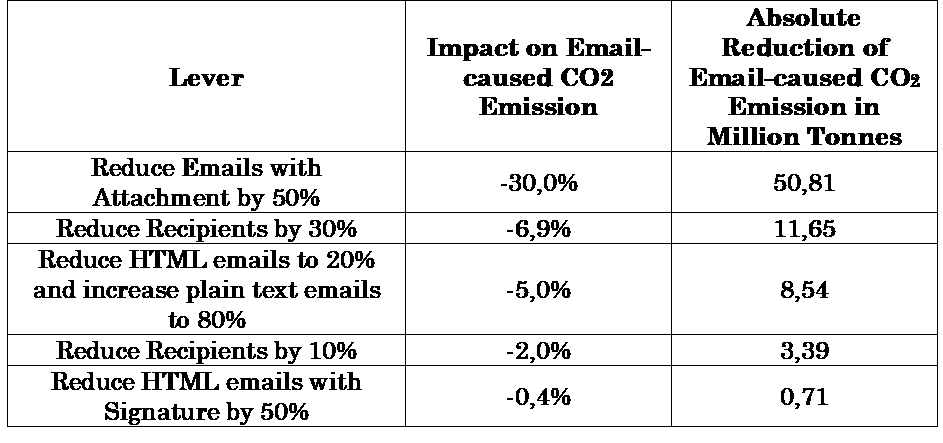 Lever
Impact on Email-
caused CO2
Emission
Absolute
Reduction of
Email-caused CO₂
Emission in
Million Tonnes
Reduce Emails with
Attachment by 50%
-30,0%
50,81
Reduce Recipients by 30%
-6,9%
11,65
Reduce HTML emails to 20%
and increase plain text emails
to 80%
-5,0%
8,54
Reduce Recipients by 10%
-2,0%
3,39
Reduce HTML emails with
Signature by 50%
-0,4%
0,71